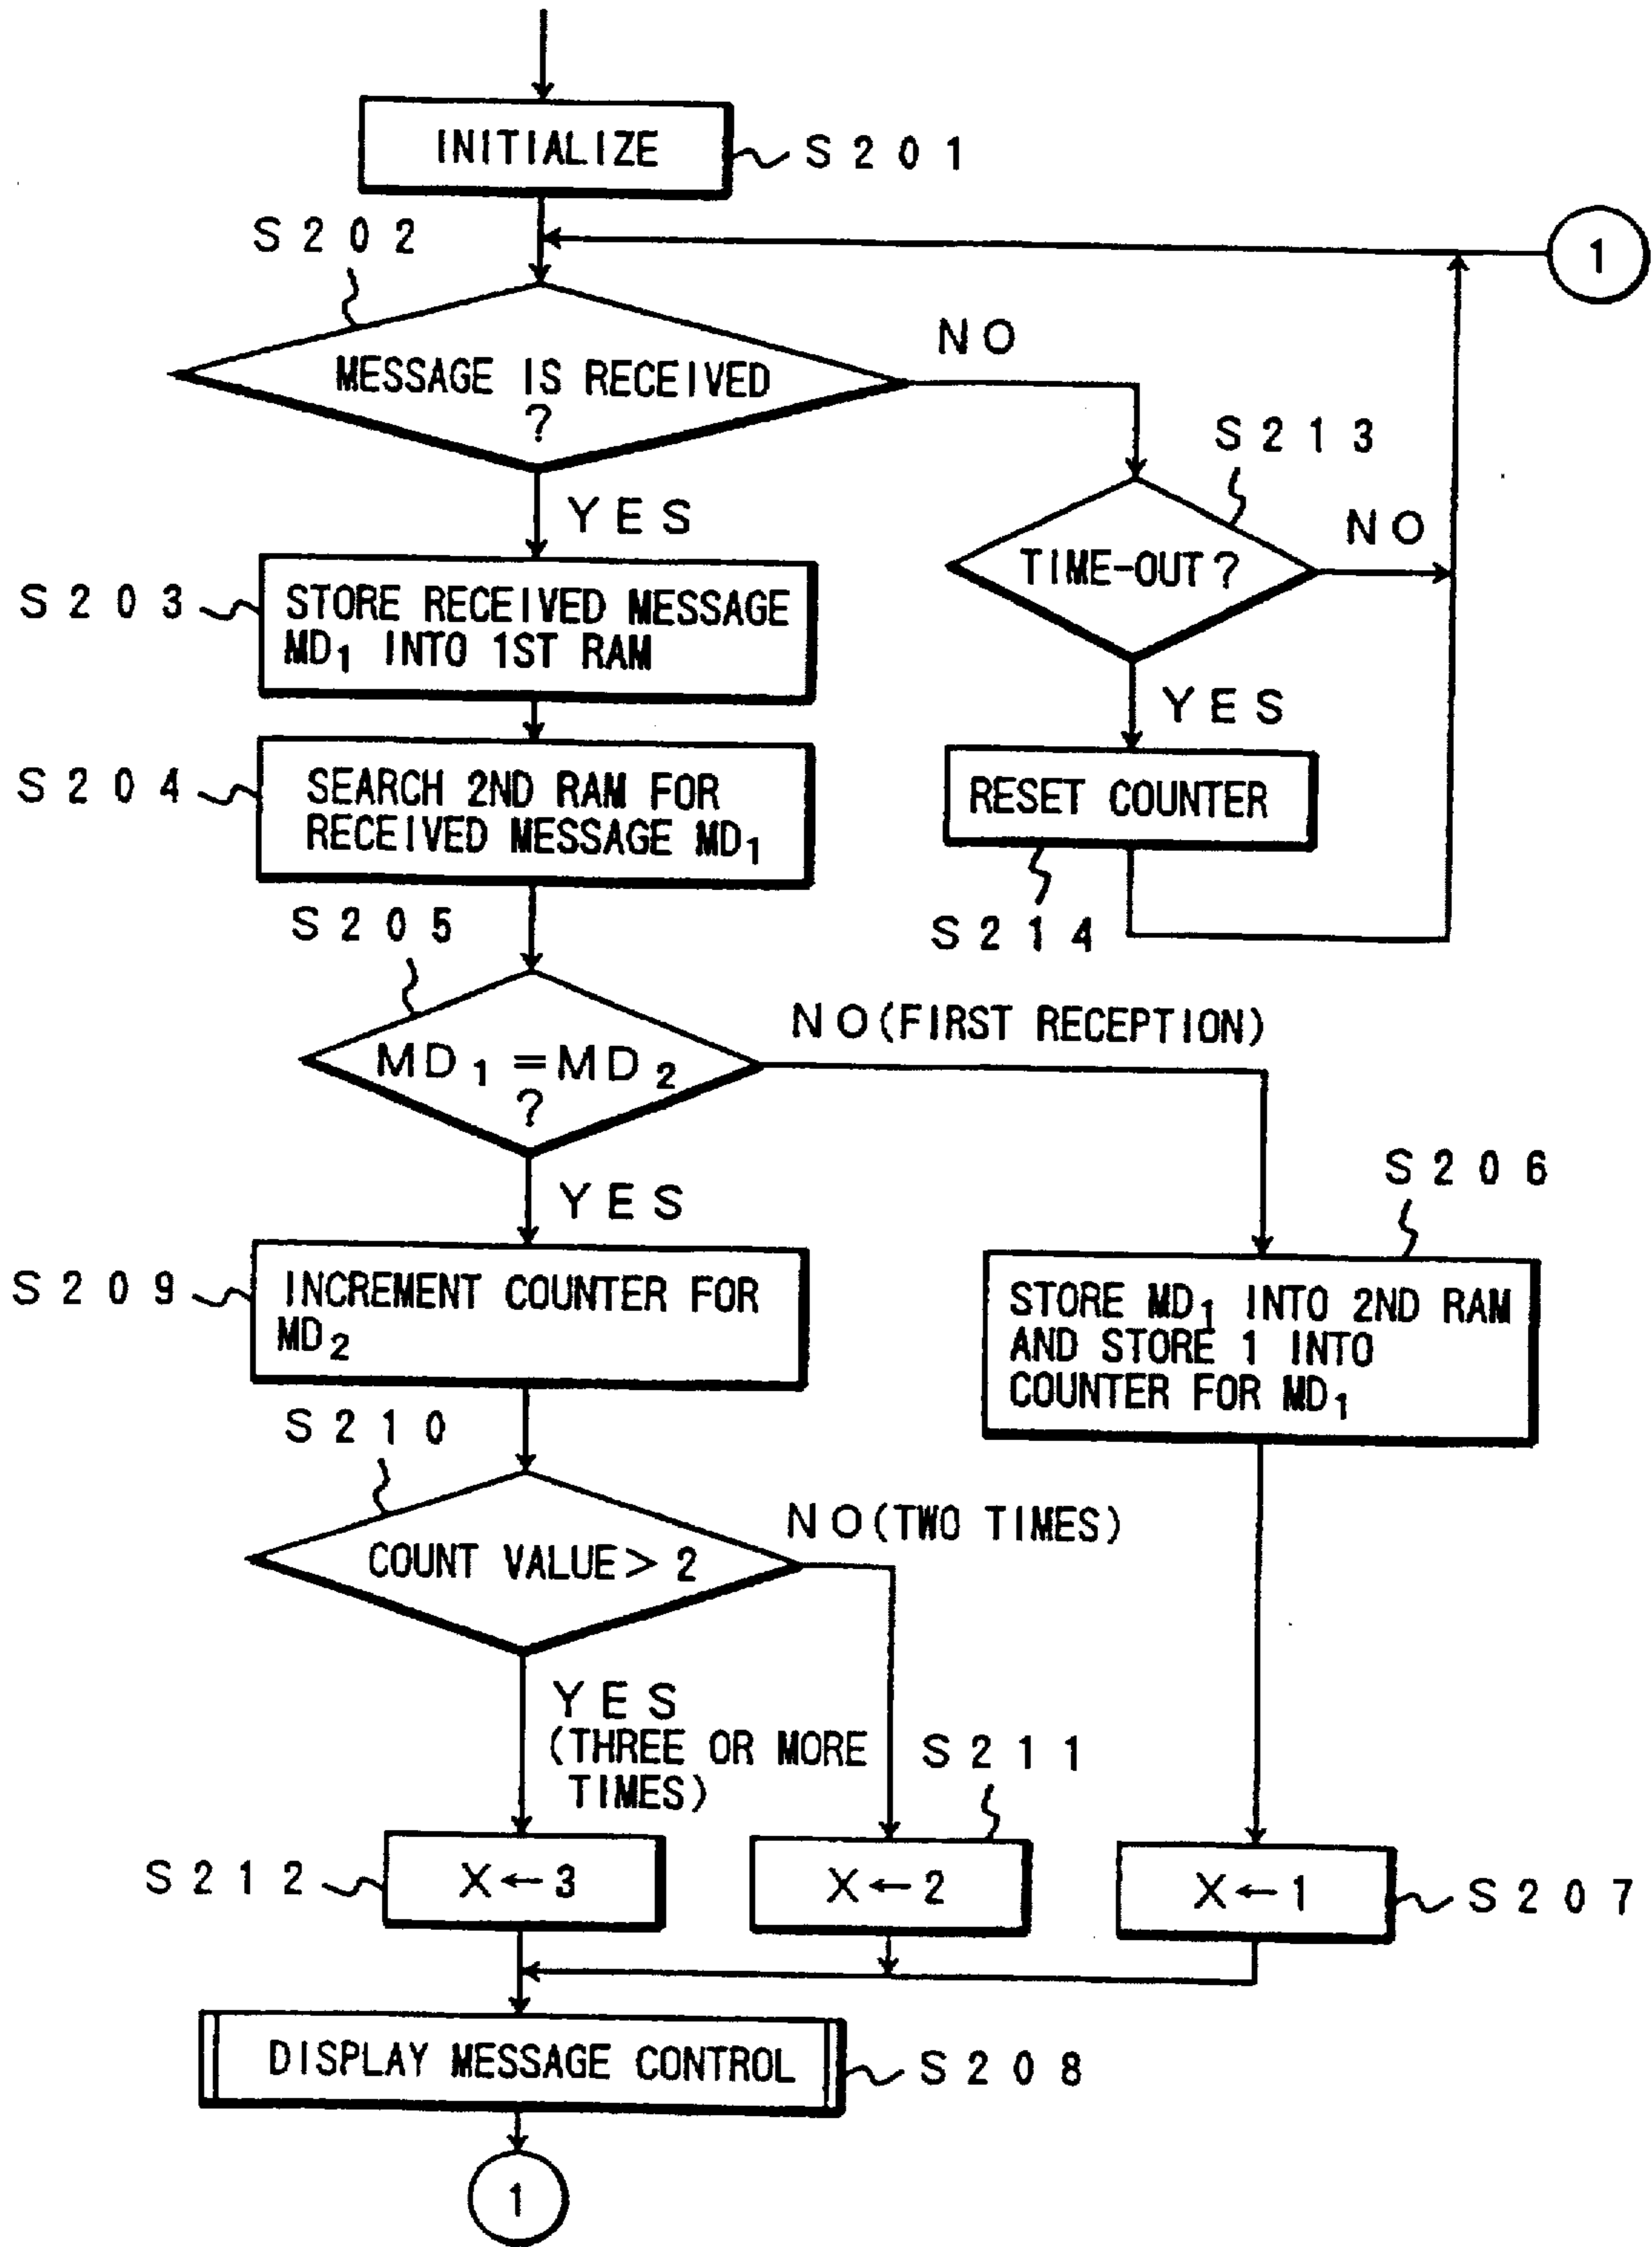 INITIALIZE
S201
S202
1
MESSAGE IS RECEIVED
?
NO
YES
S213
TIME-OUT?
NO
YES
S203
STORE RECEIVED MESSAGE
MD₁ INTO 1ST RAM
S204
SEARCH 2ND RAM FOR
RECEIVED MESSAGE MD₁
RESET COUNTER
S214
S205
MD₁=MD₂
?
NO(FIRST RECEPTION)
YES
S206
STORE MD₁ INTO 2ND RAM
AND STORE 1 INTO
COUNTER FOR MD₁
S209
INCREMENT COUNTER FOR
MD₂
S210
COUNT VALUE> 2
NO(TWO TIMES)
YES
(THREE OR MORE
TIMES)
S211
S212
X←3
X←2
X←1
S207
DISPLAY MESSAGE CONTROL
S208
1